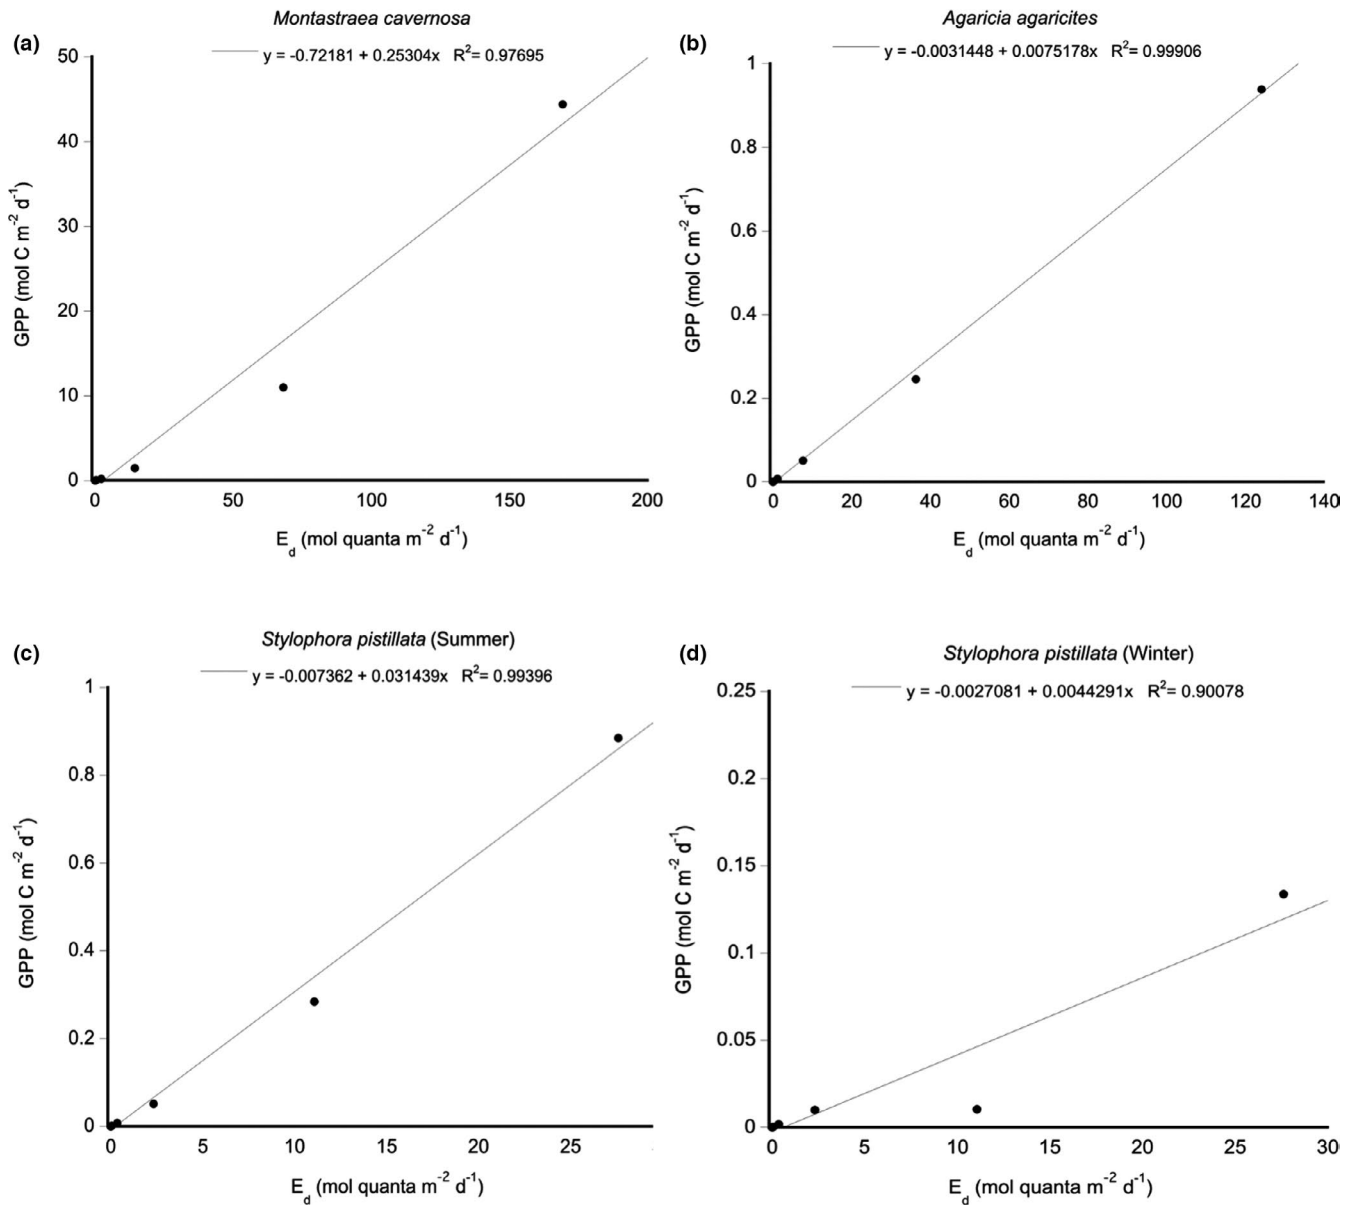 Montastraea cavernosa
(a)
y = -0.72181 + 0.25304x R²= 0.97695
50
40
30
20
10
0
GPP (mol C m⁻² d⁻¹)
0 50 100 150 200
E_d (mol quanta m⁻² d⁻¹)
Agaricia agaricites
(b)
y = -0.0031448 + 0.0075178x R²= 0.99906
1
0.8
0.6
0.4
0.2
0
GPP (mol C m⁻² d⁻¹)
0 20 40 60 80 100 120 140
E_d (mol quanta m⁻² d⁻¹)
Stylophora pistillata (Summer)
(c)
y = -0.007362 + 0.031439x R²= 0.99396
1
0.8
0.6
0.4
0.2
0
GPP (mol C m⁻² d⁻¹)
0 5 10 15 20 25
E_d (mol quanta m⁻² d⁻¹)
Stylophora pistillata (Winter)
(d)
y = -0.0027081 + 0.0044291x R²= 0.90078
0.25
0.2
0.15
0.1
0.05
0
GPP (mol C m⁻² d⁻¹)
0 5 10 15 20 25 30
E_d (mol quanta m⁻² d⁻¹)